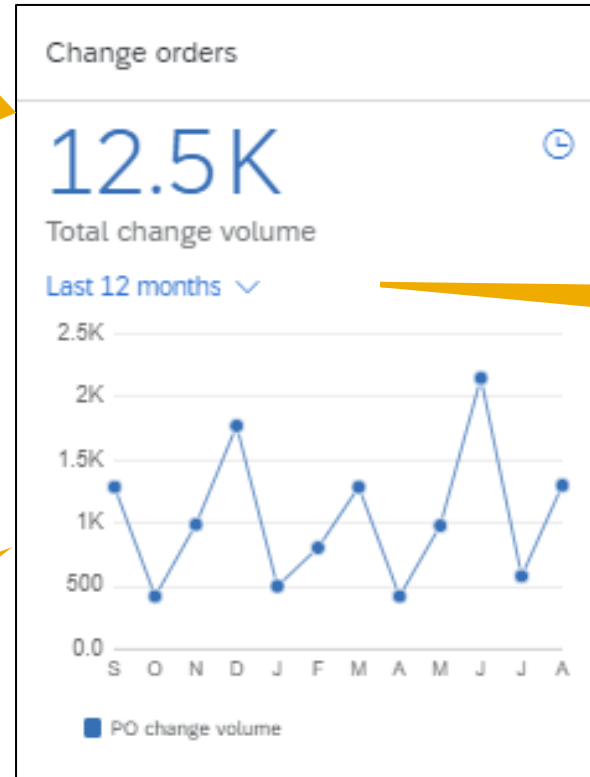 Change orders
12.5K
Total change volume
Last 12 months
2.5K
2K
1.5K
1K
500
0.0
S O N D J F M A M J J A
PO change volume